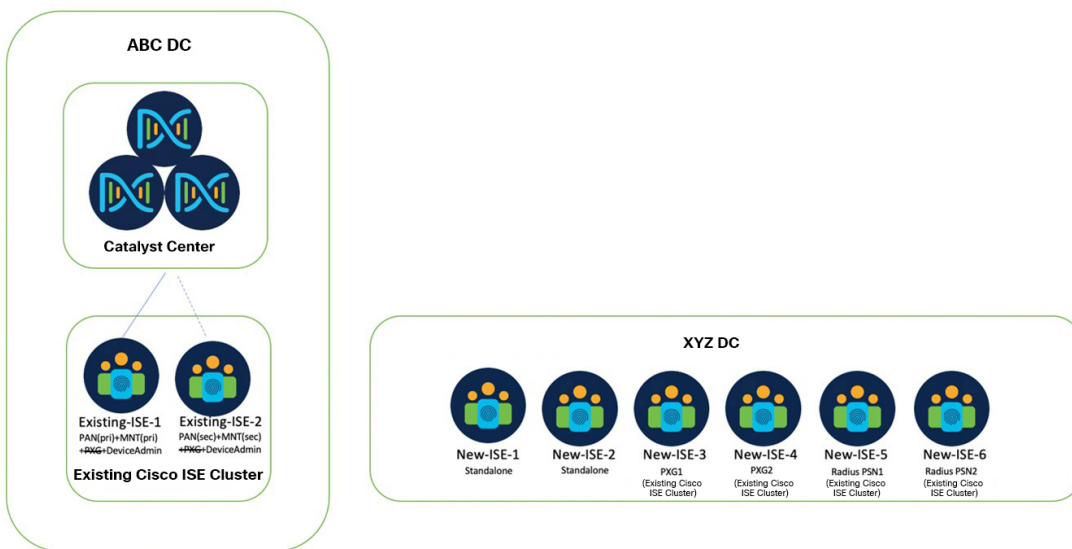 ABC DC
Catalyst Center
Existing-ISE-1
PAN(pri)+MNT(pri)
+PXG+DeviceAdmin
Existing-ISE-2
PAN(sec)+MNT(sec)
+PXG+DeviceAdmin
Existing Cisco ISE Cluster
XYZ DC
New-ISE-1
Standalone
New-ISE-2
Standalone
New-ISE-3
PXG1
(Existing Cisco
ISE Cluster)
New-ISE-4
PXG2
(Existing Cisco
ISE Cluster)
New-ISE-5
Radius PSN1
(Existing Cisco
ISE Cluster)
New-ISE-6
Radius PSN2
(Existing Cisco
ISE Cluster)